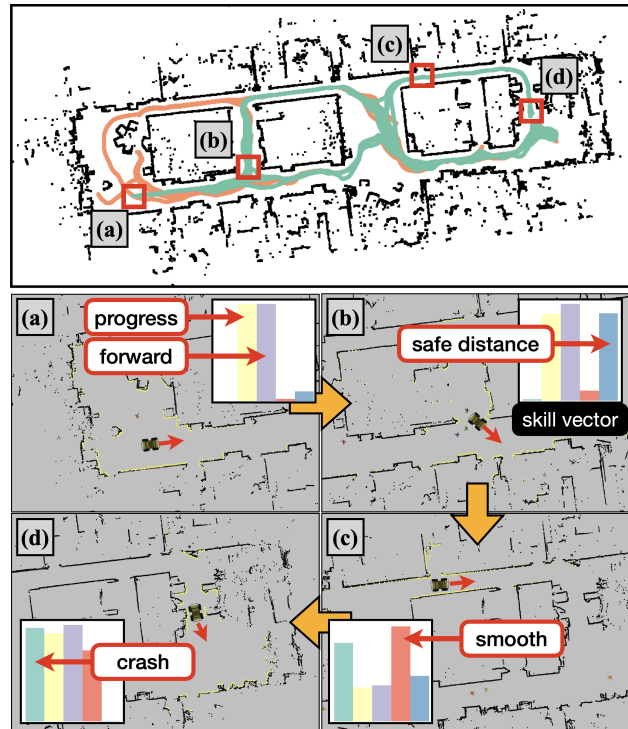 (c)
(d)
(b)
(a)
(a)
progress
forward
(b)
safe distance
skill vector
(d)
crash
(c)
smooth